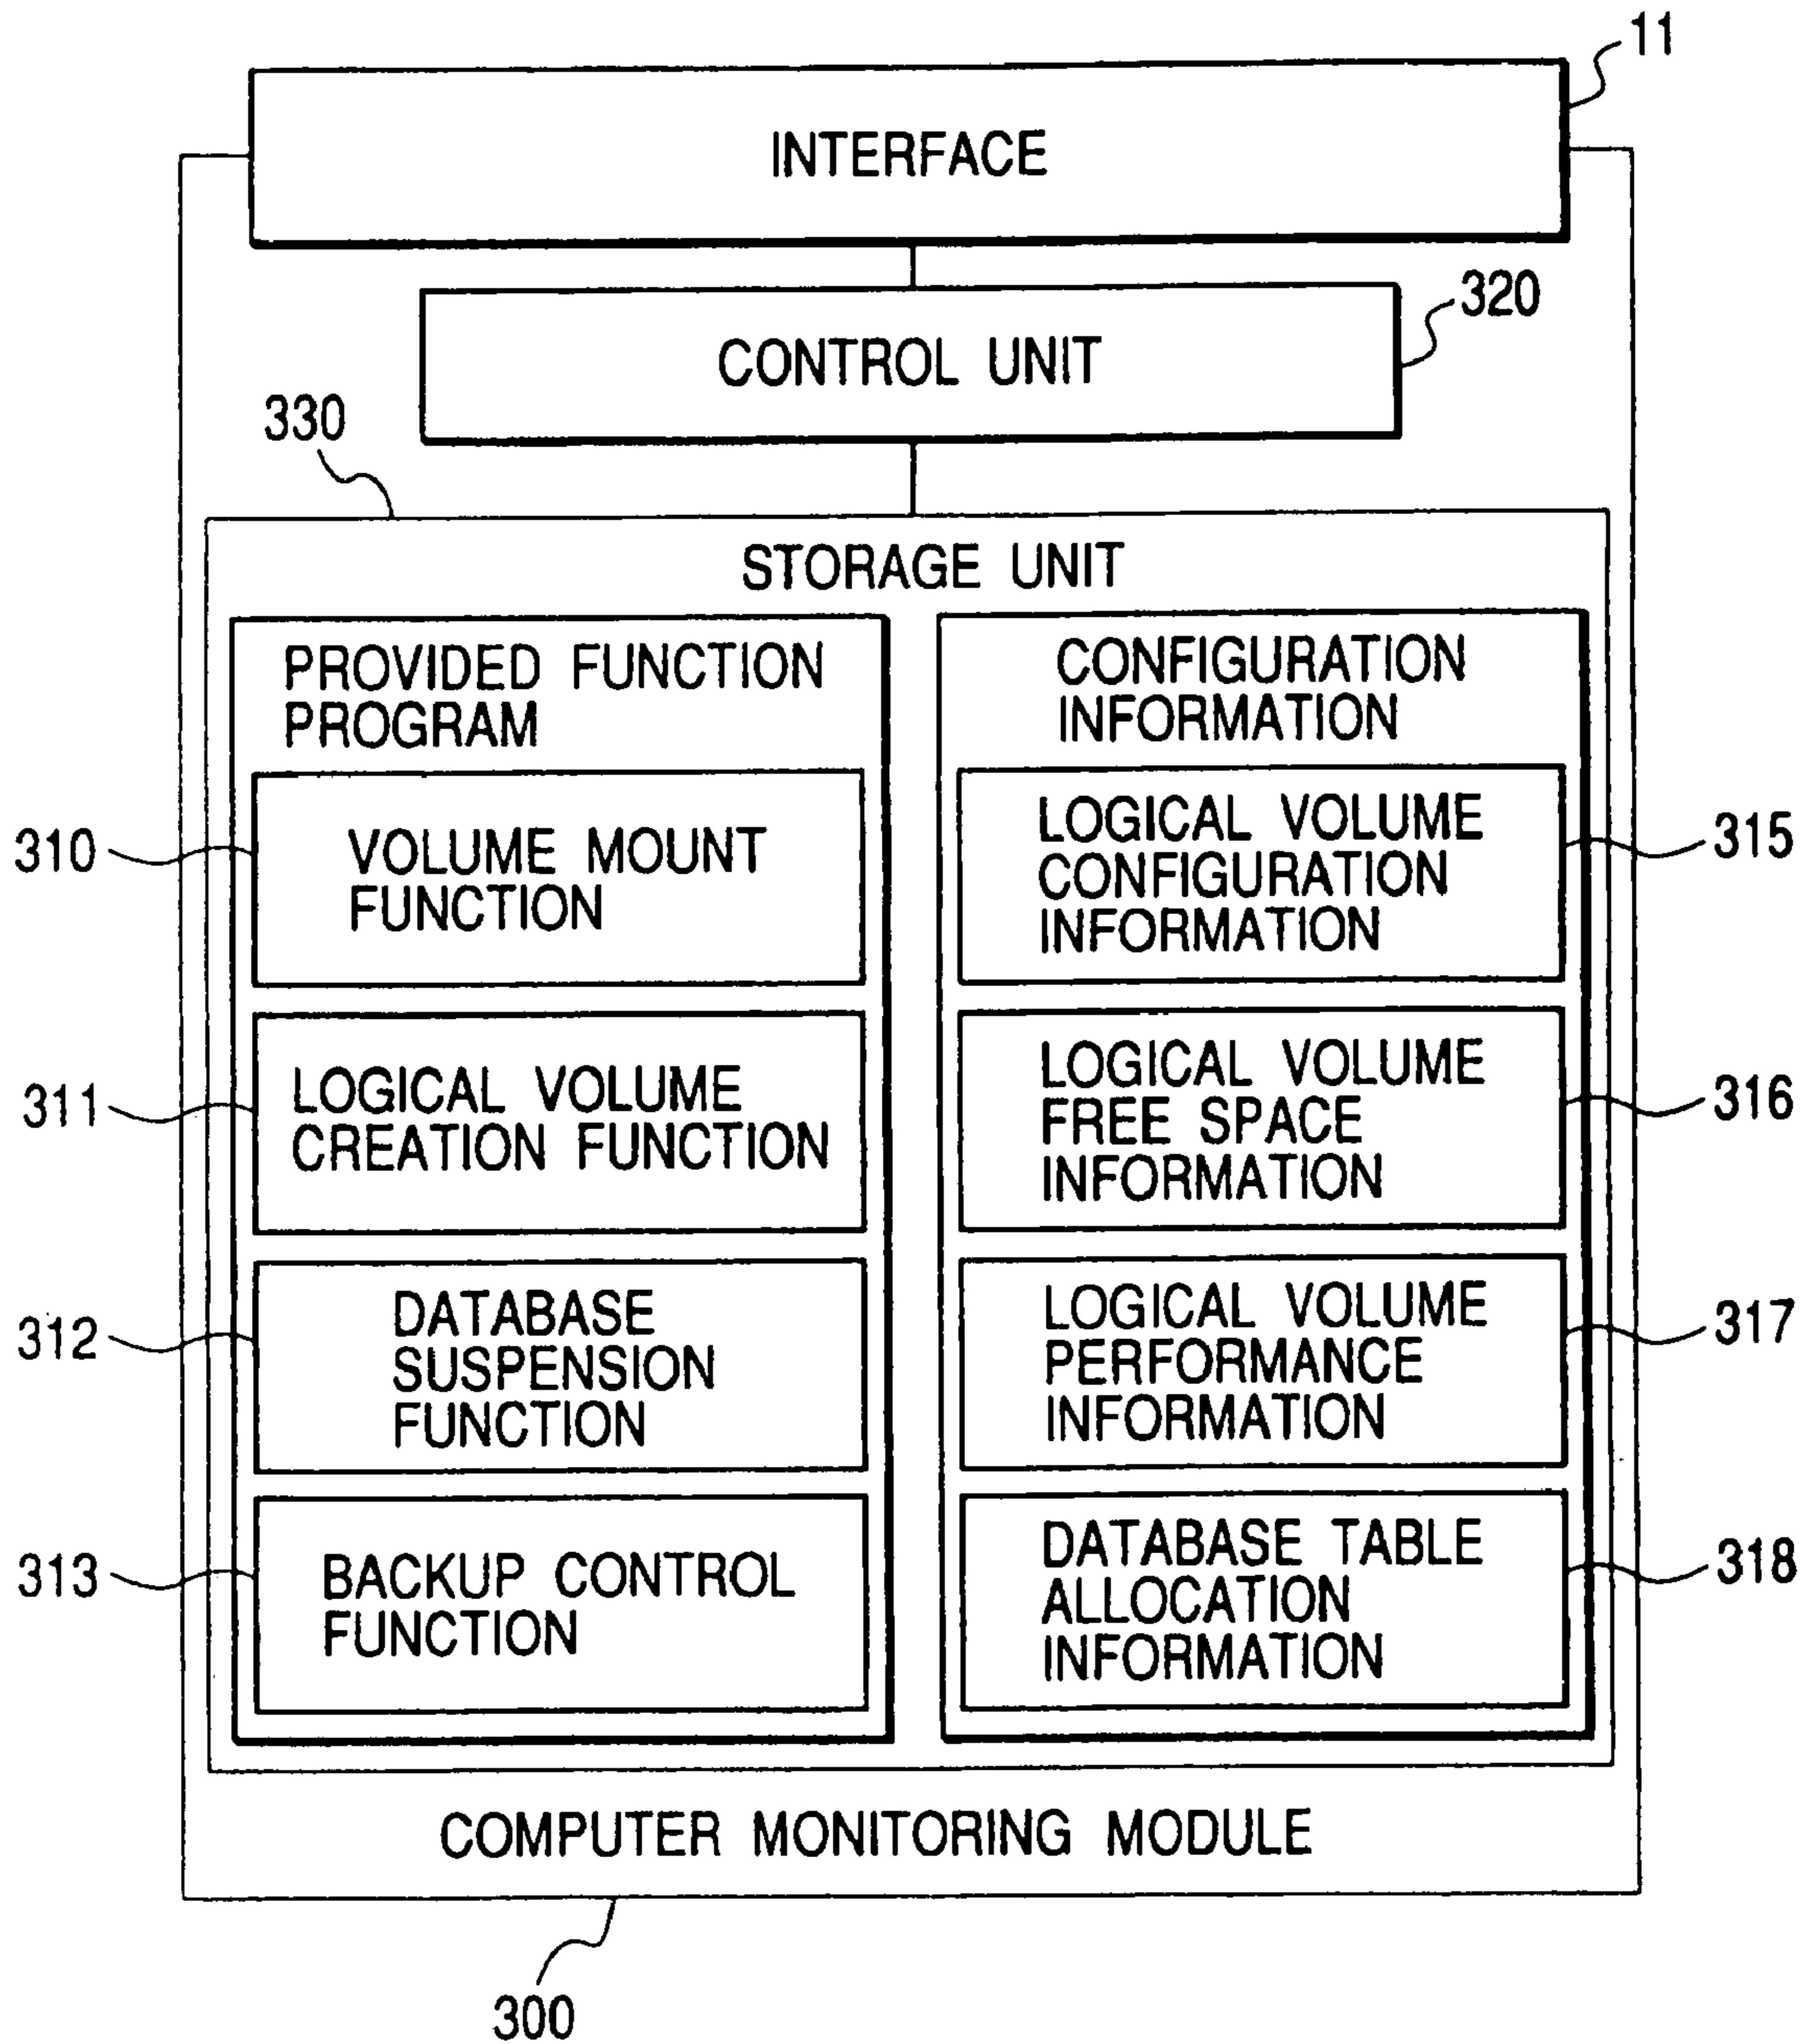 11
INTERFACE
320
CONTROL UNIT
330
STORAGE UNIT
PROVIDED FUNCTION
PROGRAM
310
VOLUME MOUNT
FUNCTION
311
LOGICAL VOLUME
CREATION FUNCTION
312
DATABASE
SUSPENSION
FUNCTION
313
BACKUP CONTROL
FUNCTION
CONFIGURATION
INFORMATION
LOGICAL VOLUME
CONFIGURATION
INFORMATION
315
LOGICAL VOLUME
FREE SPACE
INFORMATION
316
LOGICAL VOLUME
PERFORMANCE
INFORMATION
317
DATABASE TABLE
ALLOCATION
INFORMATION
318
COMPUTER MONITORING MODULE
300